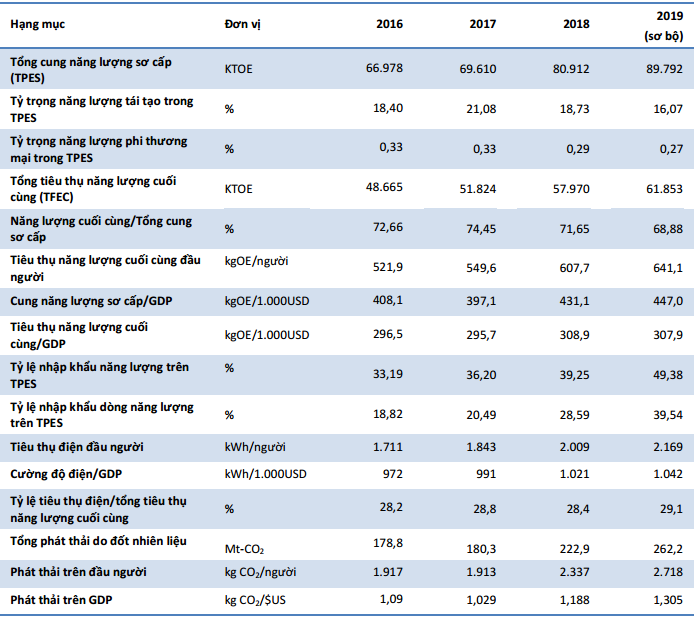 Hạng mục Đơn vị 2016 2017 2018 2019
(sơ bộ)
Tổng cung năng lượng sơ cấp
(TPES) KTOE 66.978 69.610 80.912 89.792
Tỷ trọng năng lượng tái tạo trong
TPES % 18,40 21,08 18,73 16,07
Tỷ trọng năng lượng phi thương
mại trong TPES % 0,33 0,33 0,29 0,27
Tổng tiêu thụ năng lượng cuối
cùng (TFEC) KTOE 48.665 51.824 57.970 61.853
Năng lượng cuối cùng/Tổng cung
sơ cấp % 72,66 74,45 71,65 68,88
Tiêu thụ năng lượng cuối cùng đầu
người kgOE/người 521,9 549,6 607,7 641,1
Cung năng lượng sơ cấp/GDP kgOE/1.000USD 408,1 397,1 431,1 447,0
Tiêu thụ năng lượng cuối
cùng/GDP kgOE/1.000USD 296,5 295,7 308,9 307,9
Tỷ lệ nhập khẩu năng lượng trên
TPES % 33,19 36,20 39,25 49,38
Tỷ lệ nhập khẩu dòng năng lượng
trên TPES % 18,82 20,49 28,59 39,54
Tiêu thụ điện đầu người kWh/người 1.711 1.843 2.009 2.169
Cường độ điện/GDP kWh/1.000USD 972 991 1.021 1.042
Tỷ lệ tiêu thụ điện/tổng tiêu thụ
năng lượng cuối cùng % 28,2 28,8 28,4 29,1
Tổng phát thải do đốt nhiên liệu Mt-CO₂ 178,8 180,3 222,9 262,2
Phát thải trên đầu người kg CO₂/người 1.917 1.913 2.337 2.718
Phát thải trên GDP kg CO₂/$US 1,09 1,029 1,188 1,305